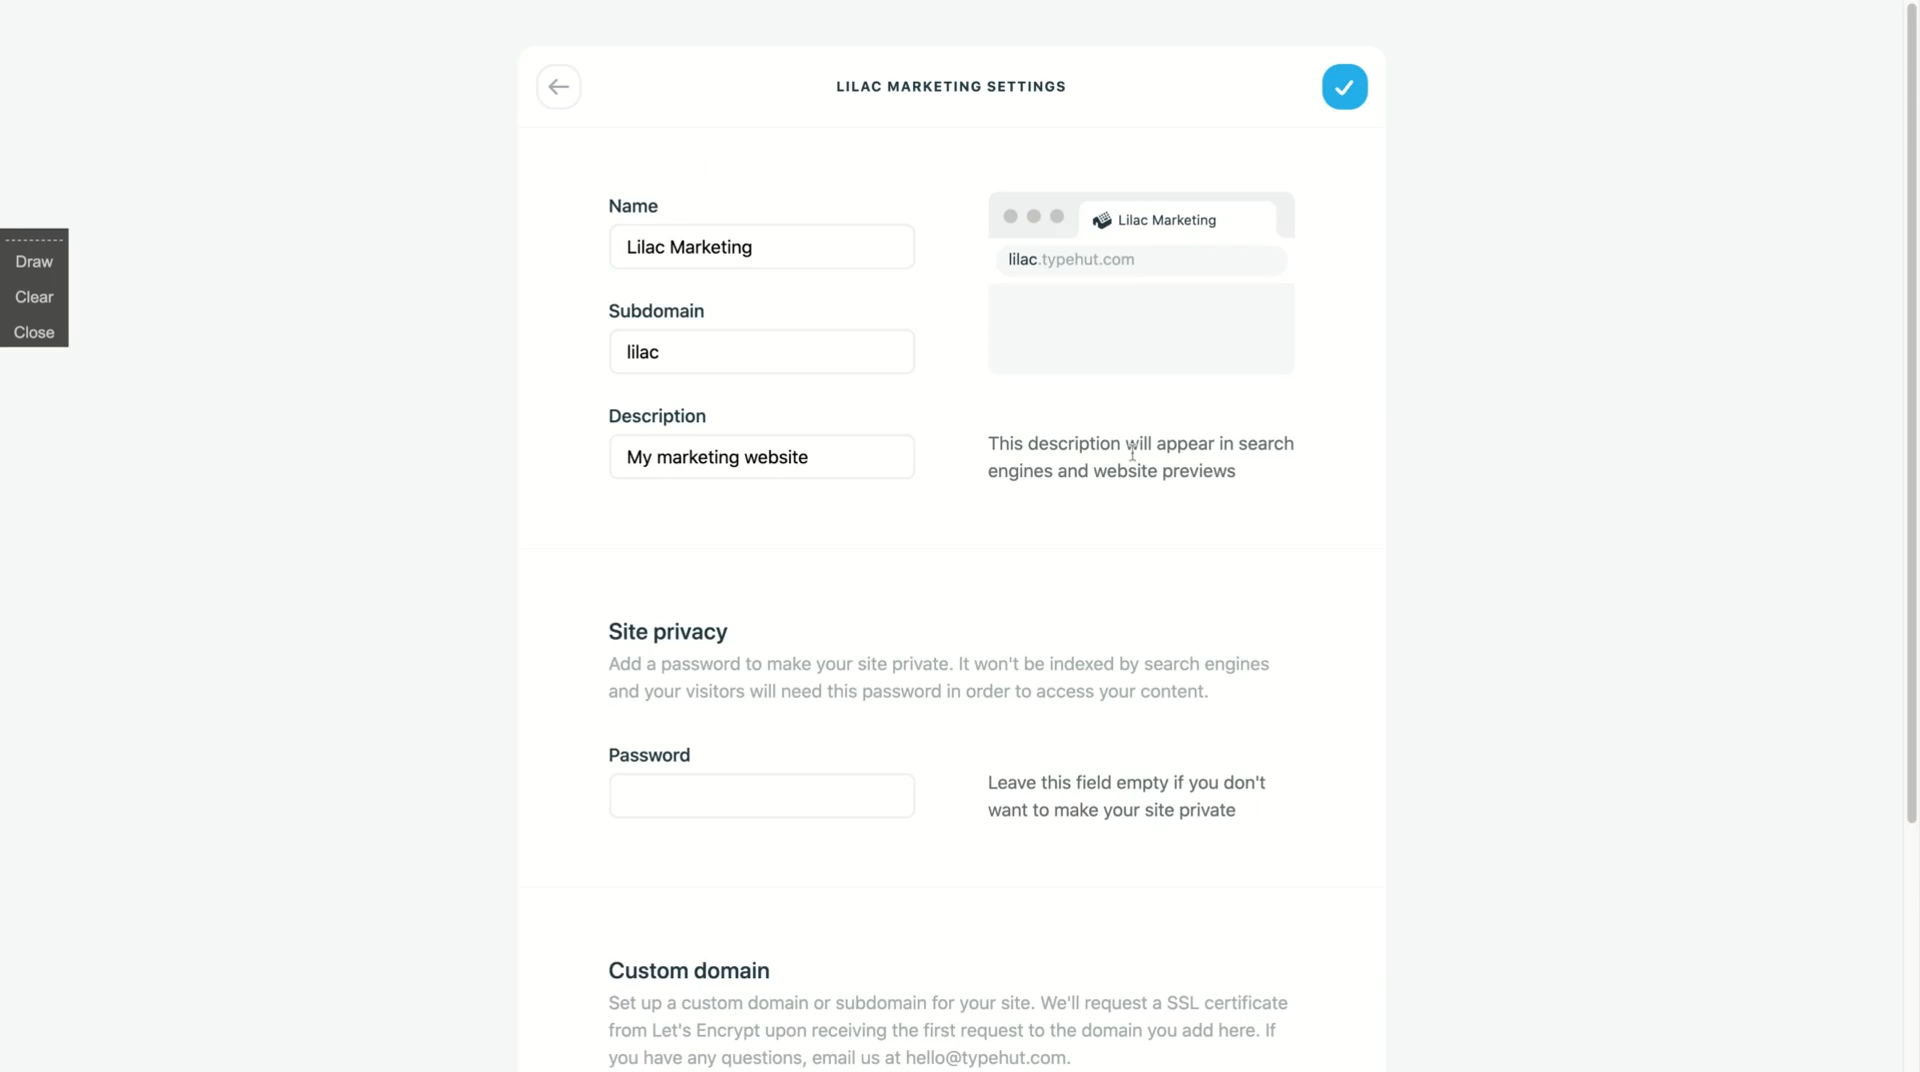 LILAC MARKETING SETTINGS
Draw
Clear
Close
Name
Lilac Marketing
Subdomain
lilac
Description
My marketing website
Lilac Marketing
lilac.typehut.com
This description will appear in search
engines and website previews
Site privacy
Add a password to make your site private. It won't be indexed by search engines
and your visitors will need this password in order to access your content.
Password
Leave this field empty if you don't
want to make your site private
Custom domain
Set up a custom domain or subdomain for your site. We'll request a SSL certificate
from Let's Encrypt upon receiving the first request to the domain you add here. If
you have any questions, email us at hello@typehut.com.